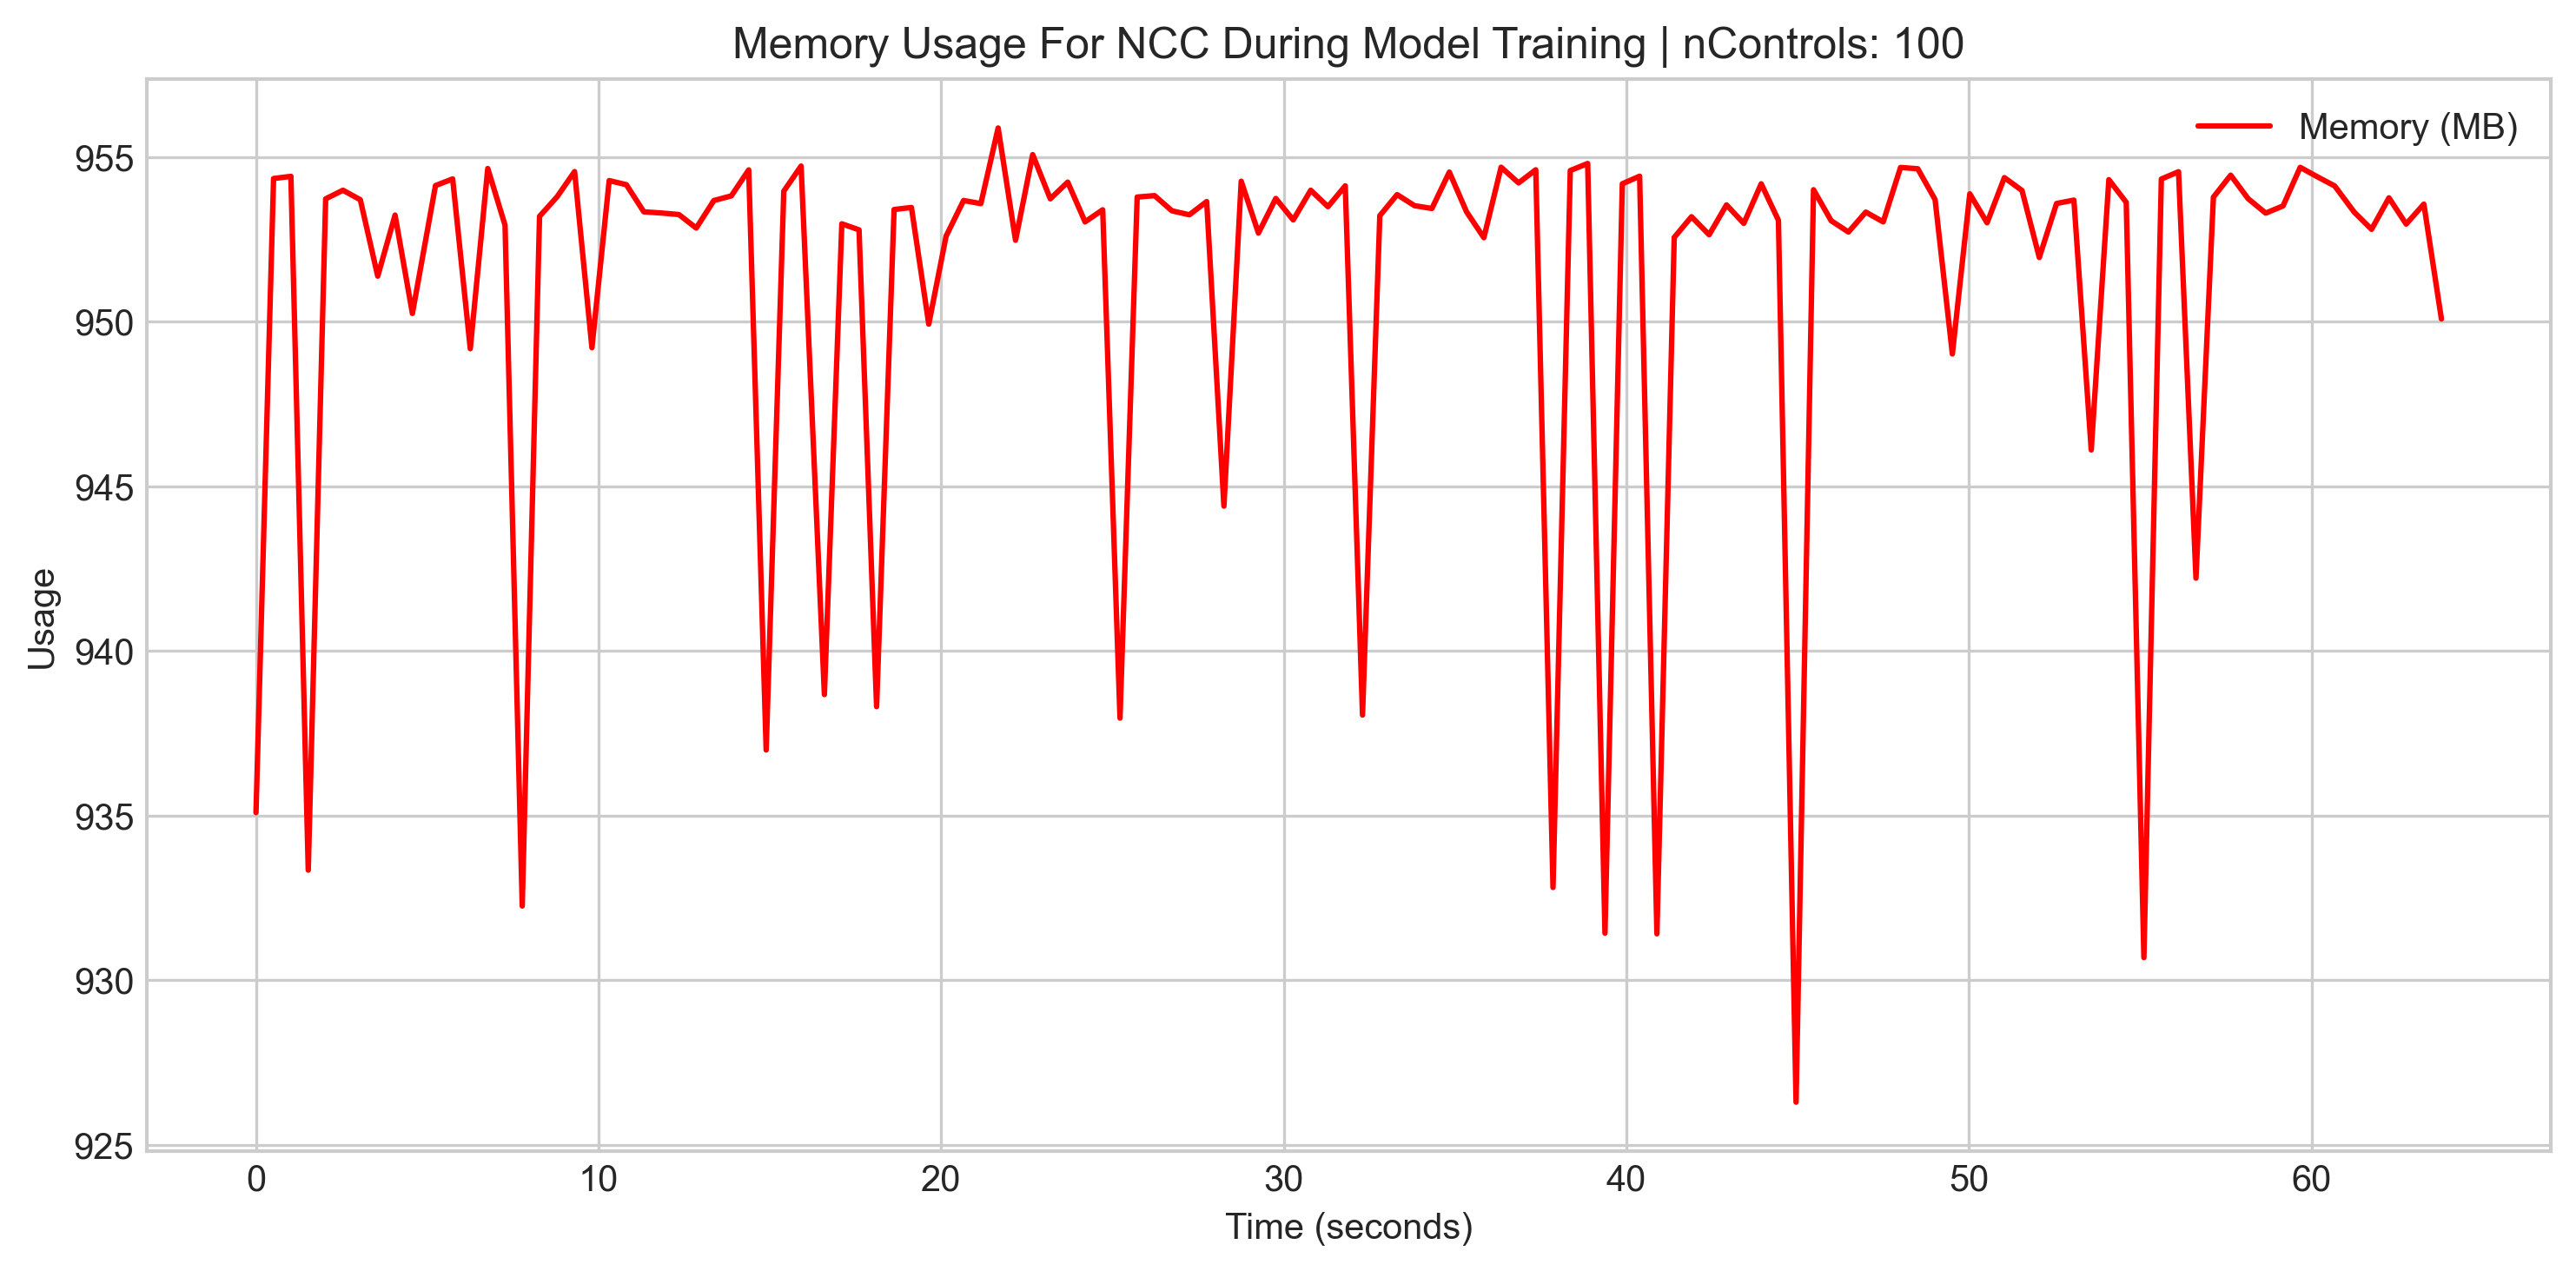 Memory Usage For NCC During Model Training | nControls: 100
Memory (MB)
955
950
945
940
935
930
925
Usage
0 10 20 30 40 50 60
Time (seconds)